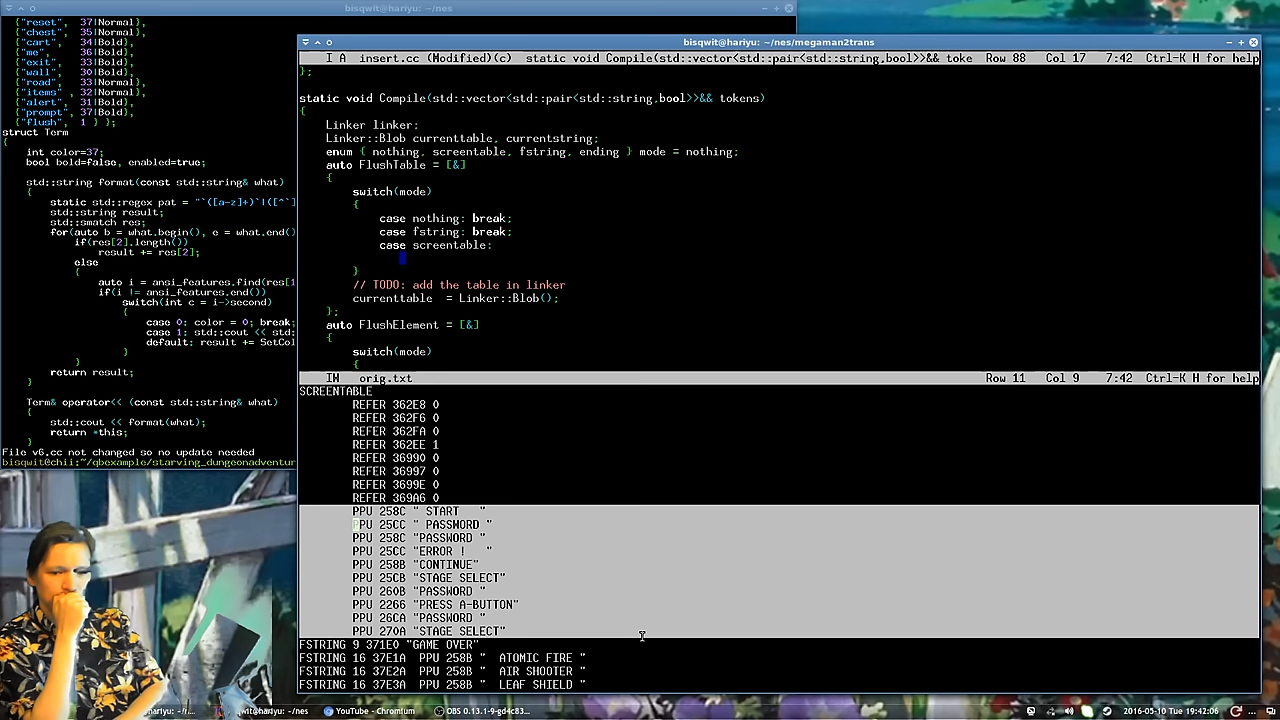 bisqwit@hariyu: ~/nes
{"reset", 37|Normal},
{"chest", 35|Normal},
{"cart", 34|Bold},
{"me", 36|Bold},
{"exit", 33|Bold},
{"wall", 30|Bold},
{"road", 33|Normal},
{"items" , 32|Normal},
{"alert", 31|Bold},
{"prompt", 37|Bold},
{"flush", 1 } };
struct Term
{
int color=37;
bool bold=false, enabled=true;
std::string format(const std::string& what)
{
static std::regex pat = "`([a-z]+)`|([^`]
std::string result;
std::smatch res;
for(auto b = what.begin(), e = what.end()
if(res[2].length())
result += res[2];
else
{
auto i = ansi_features.find(res[1
if(i != ansi_features.end())
switch(int c = i->second)
{
case 0: color = 0; break;
case 1: std::cout << std:
default: result += SetCol
}
}
return result;
}
Term& operator<< (const std::string& what)
{
std::cout << format(what);
return *this;
}
File v6.cc not changed so no update needed
bisqwit@chii:~/qbexample/starving_dungeonadventur
bisqwit@hariyu: ~/nes/megaman2trans
I A insert.cc (Modified)(c) static void Compile(std::vector<std::pair<std::string,bool>>&& toke Row 88 Col 17 7:42 Ctrl-K H for help
};
static void Compile(std::vector<std::pair<std::string,bool>>&& tokens)
{
Linker linker;
Linker::Blob currenttable, currentstring;
enum { nothing, screentable, fstring, ending } mode = nothing;
auto FlushTable = [&]
{
switch(mode)
{
case nothing: break;
case fstring: break;
case screentable:
}
// TODO: add the table in linker
currenttable = Linker::Blob();
};
auto FlushElement = [&]
{
switch(mode)
{
IW orig.txt Row 11 Col 9 7:42 Ctrl-K H for help
SCREENTABLE
REFER 362E8 0
REFER 362F6 0
REFER 362FA 0
REFER 362EE 1
REFER 36990 0
REFER 36997 0
REFER 3699E 0
REFER 369A6 0
PPU 258C " START "
PPU 25CC " PASSWORD "
PPU 258C "PASSWORD "
PPU 25CC "ERROR ! "
PPU 258B "CONTINUE"
PPU 25CB "STAGE SELECT"
PPU 260B "PASSWORD "
PPU 2266 "PRESS A-BUTTON"
PPU 26CA "PASSWORD "
PPU 270A "STAGE SELECT"
FSTRING 9 371E0 "GAME OVER"
FSTRING 16 37E1A PPU 258B " ATOMIC FIRE "
FSTRING 16 37E2A PPU 258B " AIR SHOOTER "
FSTRING 16 37E3A PPU 258B " LEAF SHIELD "
wit@hariyu: ~/nes
YouTube - Chromium
OBS 0.13.1-9-gd4c83...
2016-05-10 Tue 19:42:06